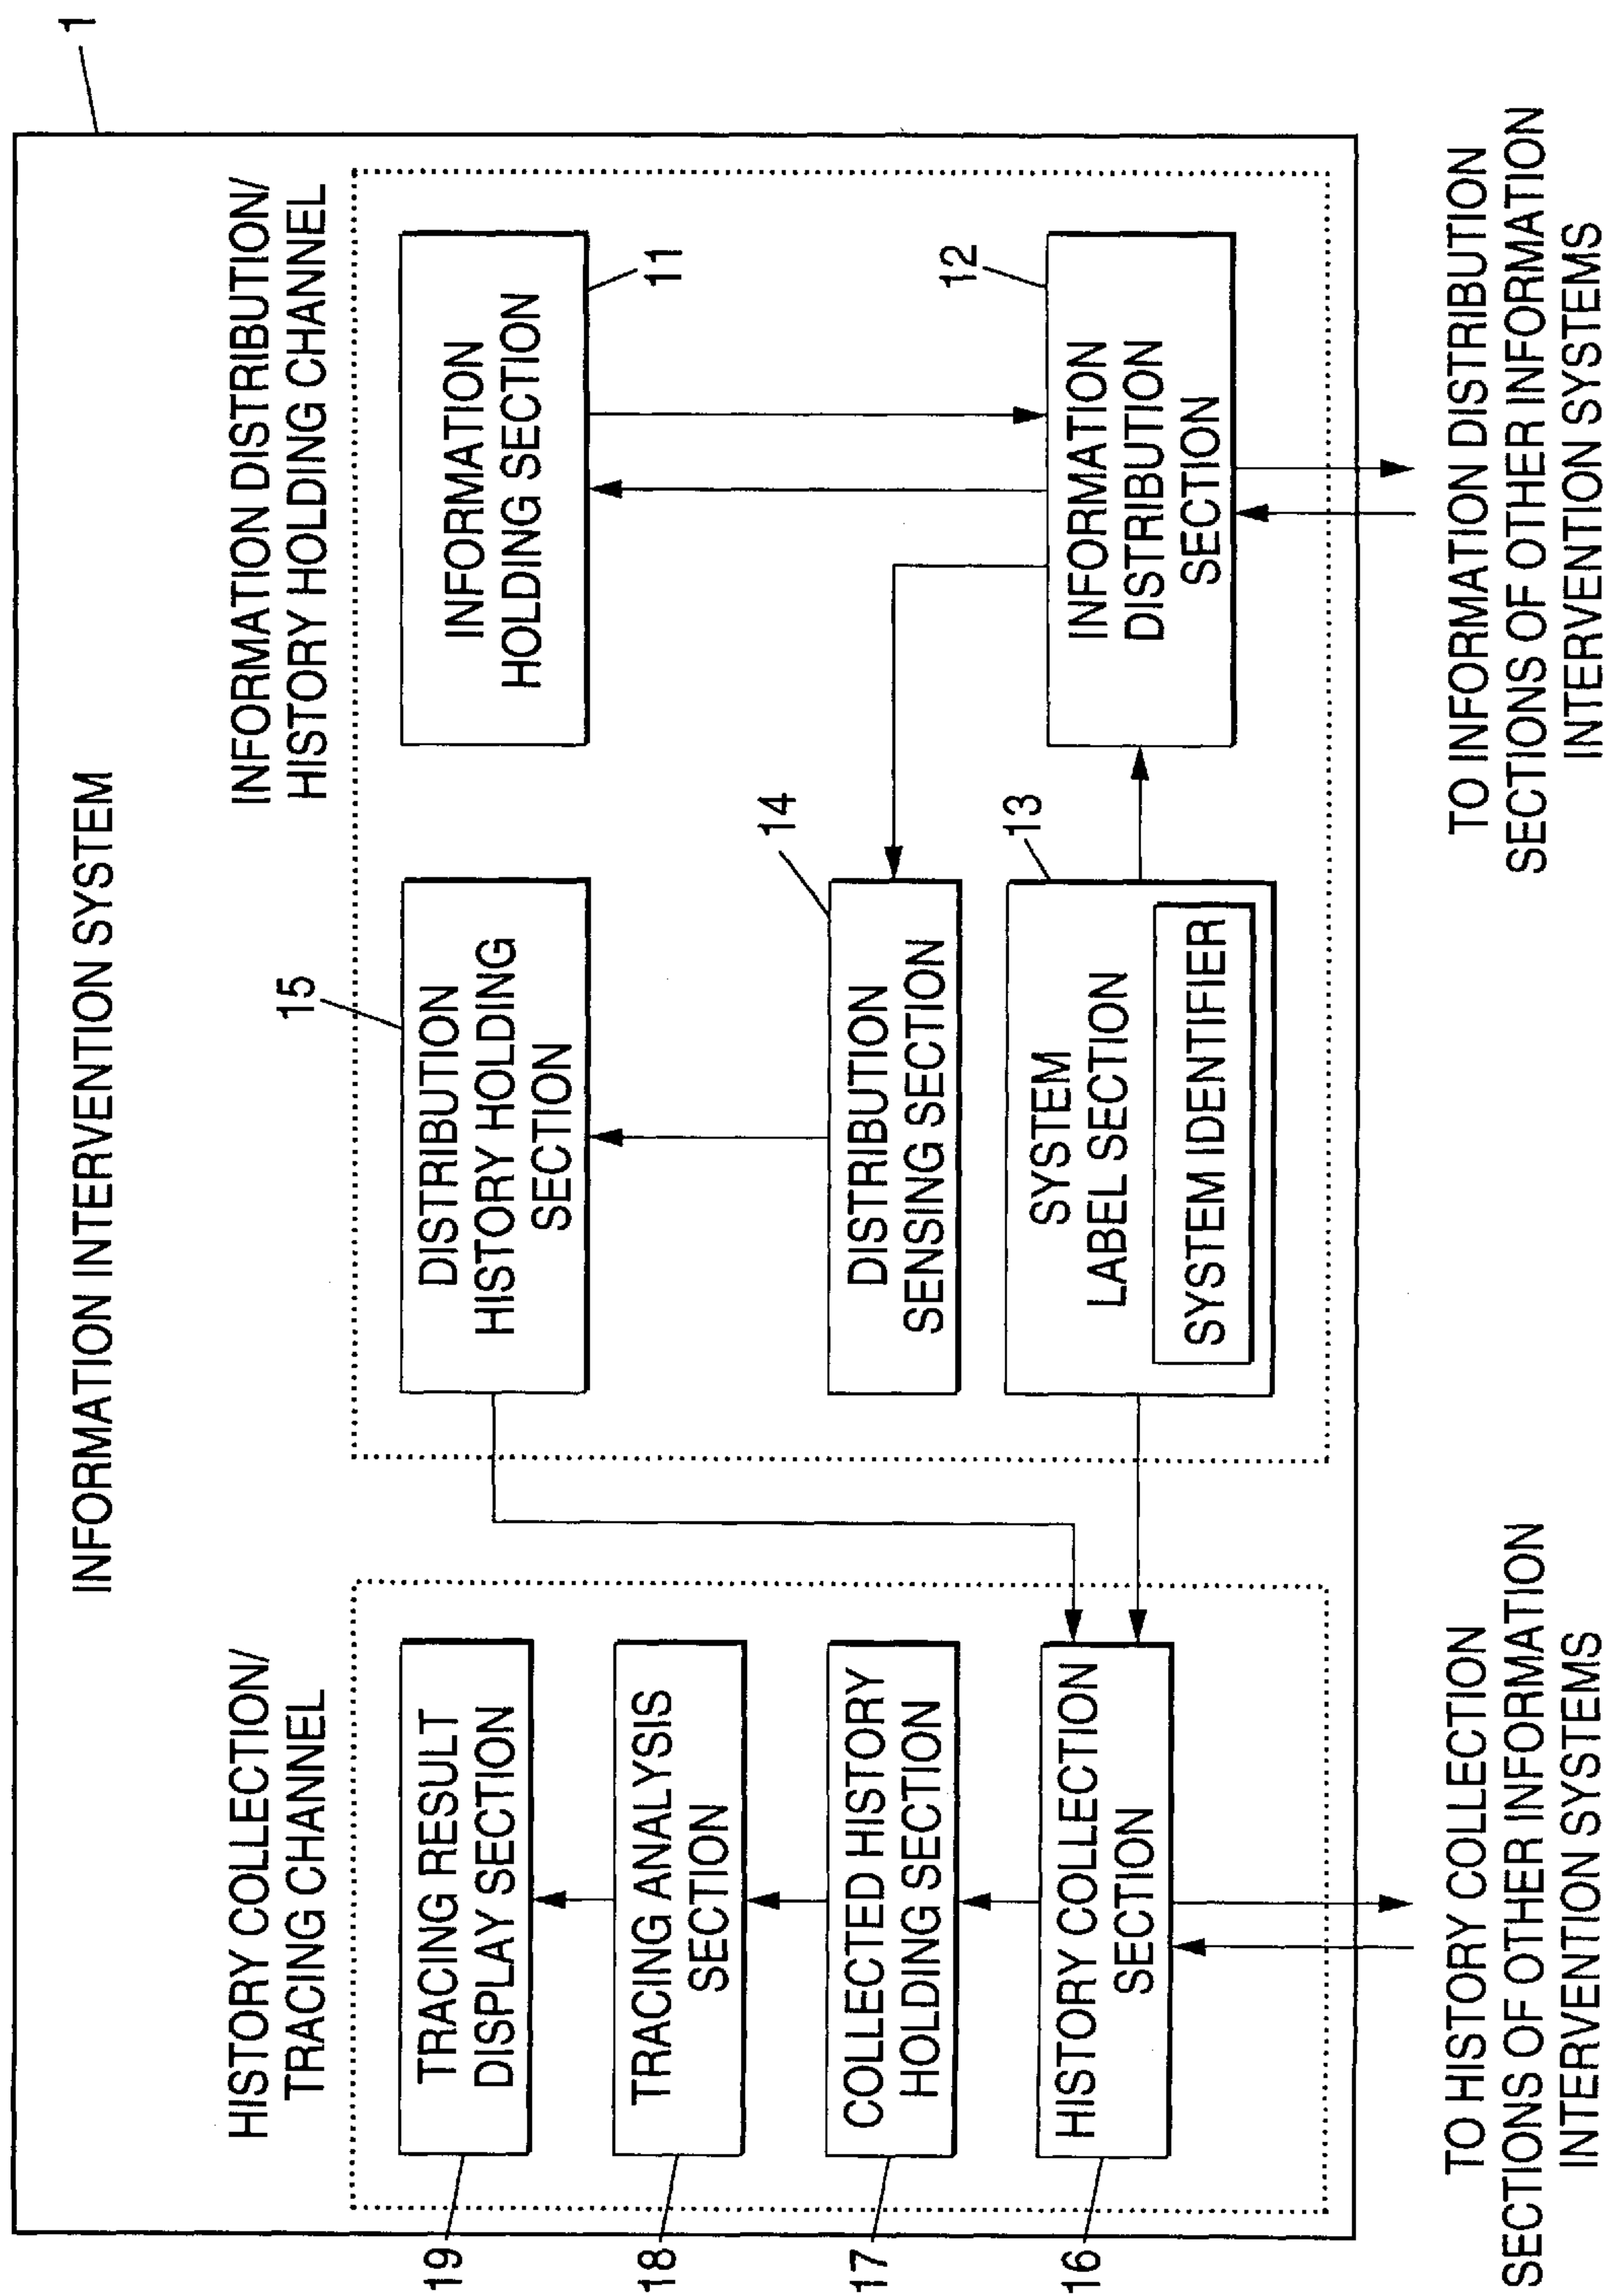 1
INFORMATION INTERVENTION SYSTEM
HISTORY COLLECTION/
TRACING CHANNEL
INFORMATION DISTRIBUTION/
HISTORY HOLDING CHANNEL
19
TRACING RESULT
DISPLAY SECTION
18
TRACING ANALYSIS
SECTION
17
COLLECTED HISTORY
HOLDING SECTION
16
HISTORY COLLECTION
SECTION
15
DISTRIBUTION
HISTORY HOLDING
SECTION
14
DISTRIBUTION
SENSING SECTION
13
SYSTEM
LABEL SECTION
SYSTEM IDENTIFIER
11
INFORMATION
HOLDING SECTION
12
INFORMATION
DISTRIBUTION
SECTION
TO HISTORY COLLECTION
SECTIONS OF OTHER INFORMATION
INTERVENTION SYSTEMS
TO INFORMATION DISTRIBUTION
SECTIONS OF OTHER INFORMATION
INTERVENTION SYSTEMS